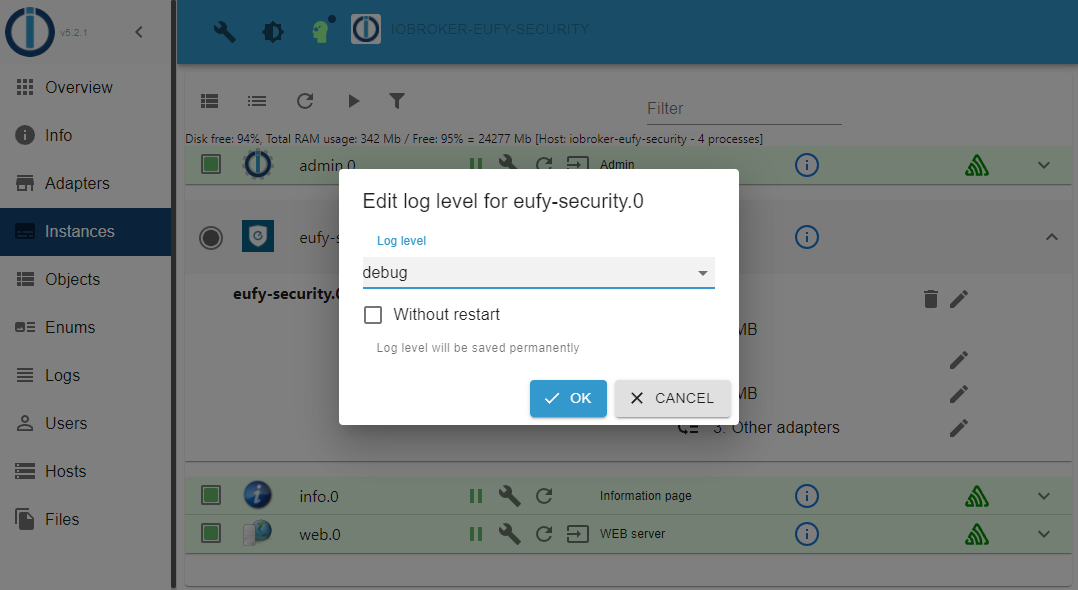 v5.2.1
IOBROKER-EUFY-SECURITY
Overview
Info
Adapters
Instances
Objects
Enums
Logs
Users
Hosts
Files
Filter
Disk free: 94%, Total RAM usage: 342 Mb / Free: 95% = 24277 Mb [Host: iobroker-eufy-security - 4 processes]
admin.0 Admin
Edit log level for eufy-security.0
Log level
debug
Without restart
Log level will be saved permanently
OK CANCEL
eufy-s
eufy-security.0
MB
MB
3. Other adapters
info.0 Information page
web.0 WEB server